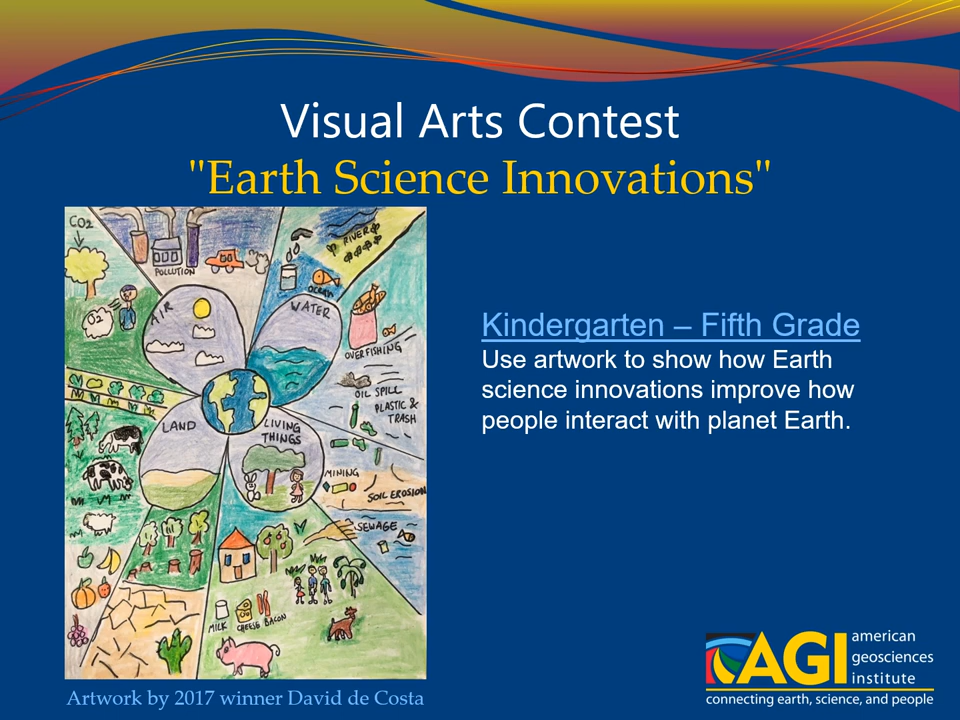 Visual Arts Contest
"Earth Science Innovations"
CO2
POLLUTION
RIVER
OCEAN
O2
AIR
WATER
OVERFISHING
OIL SPILL
PLASTIC &
TRASH
LAND
LIVING
THINGS
MINING
SOIL EROSION
SEWAGE
MILK
CHEESE
BACON
Kindergarten – Fifth Grade
Use artwork to show how Earth
science innovations improve how
people interact with planet Earth.
Artwork by 2017 winner David de Costa
AGI
american
geosciences
institute
connecting earth, science, and people